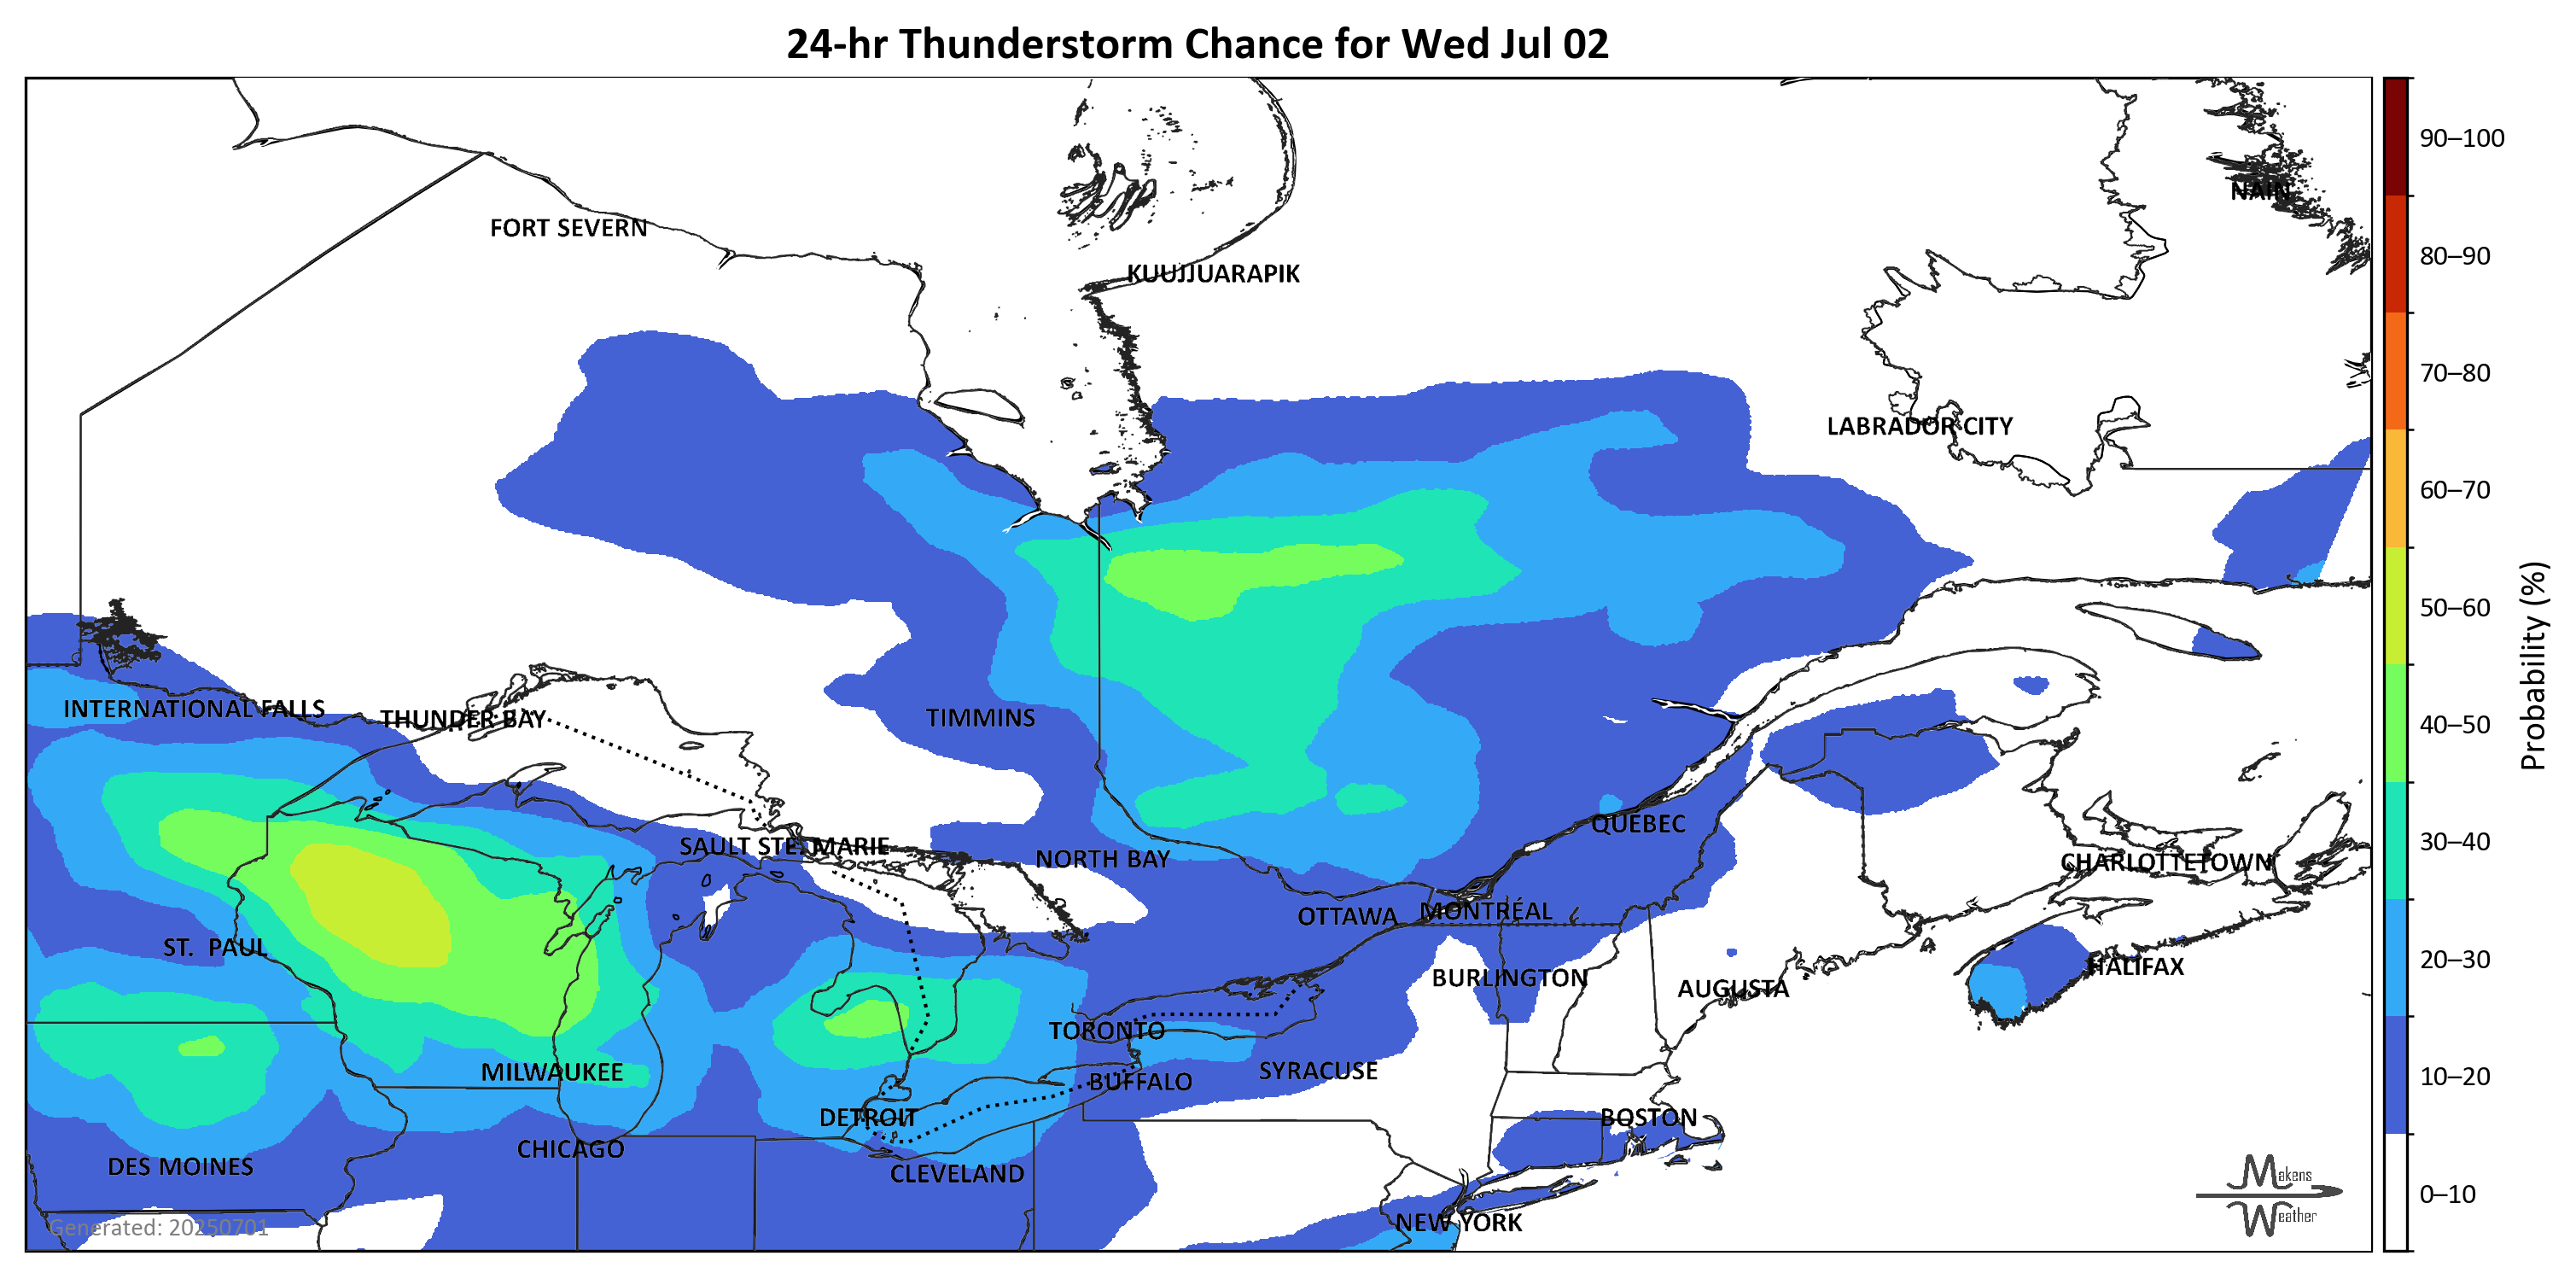 24-hr Thunderstorm Chance for Wed Jul 02
90–100
NAIN
FORT SEVERN
80–90
KUUJJUARAPIK
70–80
LABRADOR CITY
60–70
50–60
Probability (%)
INTERNATIONAL FALLS
THUNDER BAY
TIMMINS
40–50
QUEBEC
30–40
SAULT STE. MARIE
NORTH BAY
CHARLOTTETOWN
OTTAWA
MONTRÉAL
ST. PAUL
20–30
HALIFAX
BURLINGTON
AUGUSTA
TORONTO
MILWAUKEE
SYRACUSE
10–20
BUFFALO
DETROIT
BOSTON
CHICAGO
DES MOINES
CLEVELAND
Makens
Weather
0–10
NEW YORK
Generated: 20250701